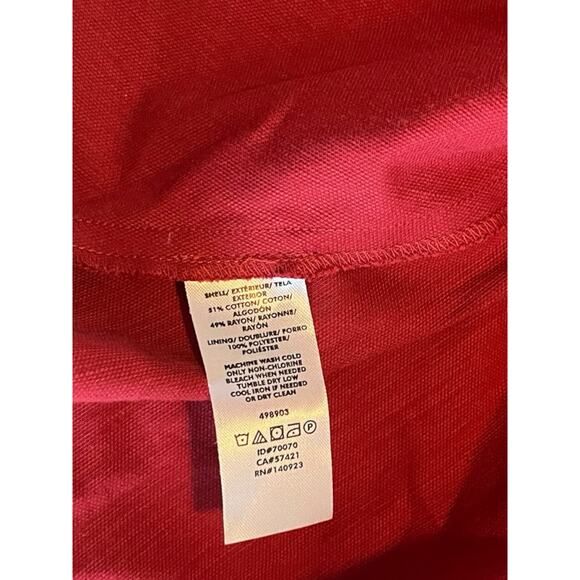 SHELL/ EXTÉRIEUR/ TELA
EXTERIOR
51% COTTON/ COTON/
ALGODÓN
49% RAYON/ RAYONNE/
RAYÓN
LINING/ DOUBLURE/ FORRO
100% POLYESTER/
POLIÉSTER
MACHINE WASH COLD
ONLY NON-CHLORINE
BLEACH WHEN NEEDED
TUMBLE DRY LOW
COOL IRON IF NEEDED
OR DRY CLEAN
498903
P
ID#70070
CA#57421
RN#140923